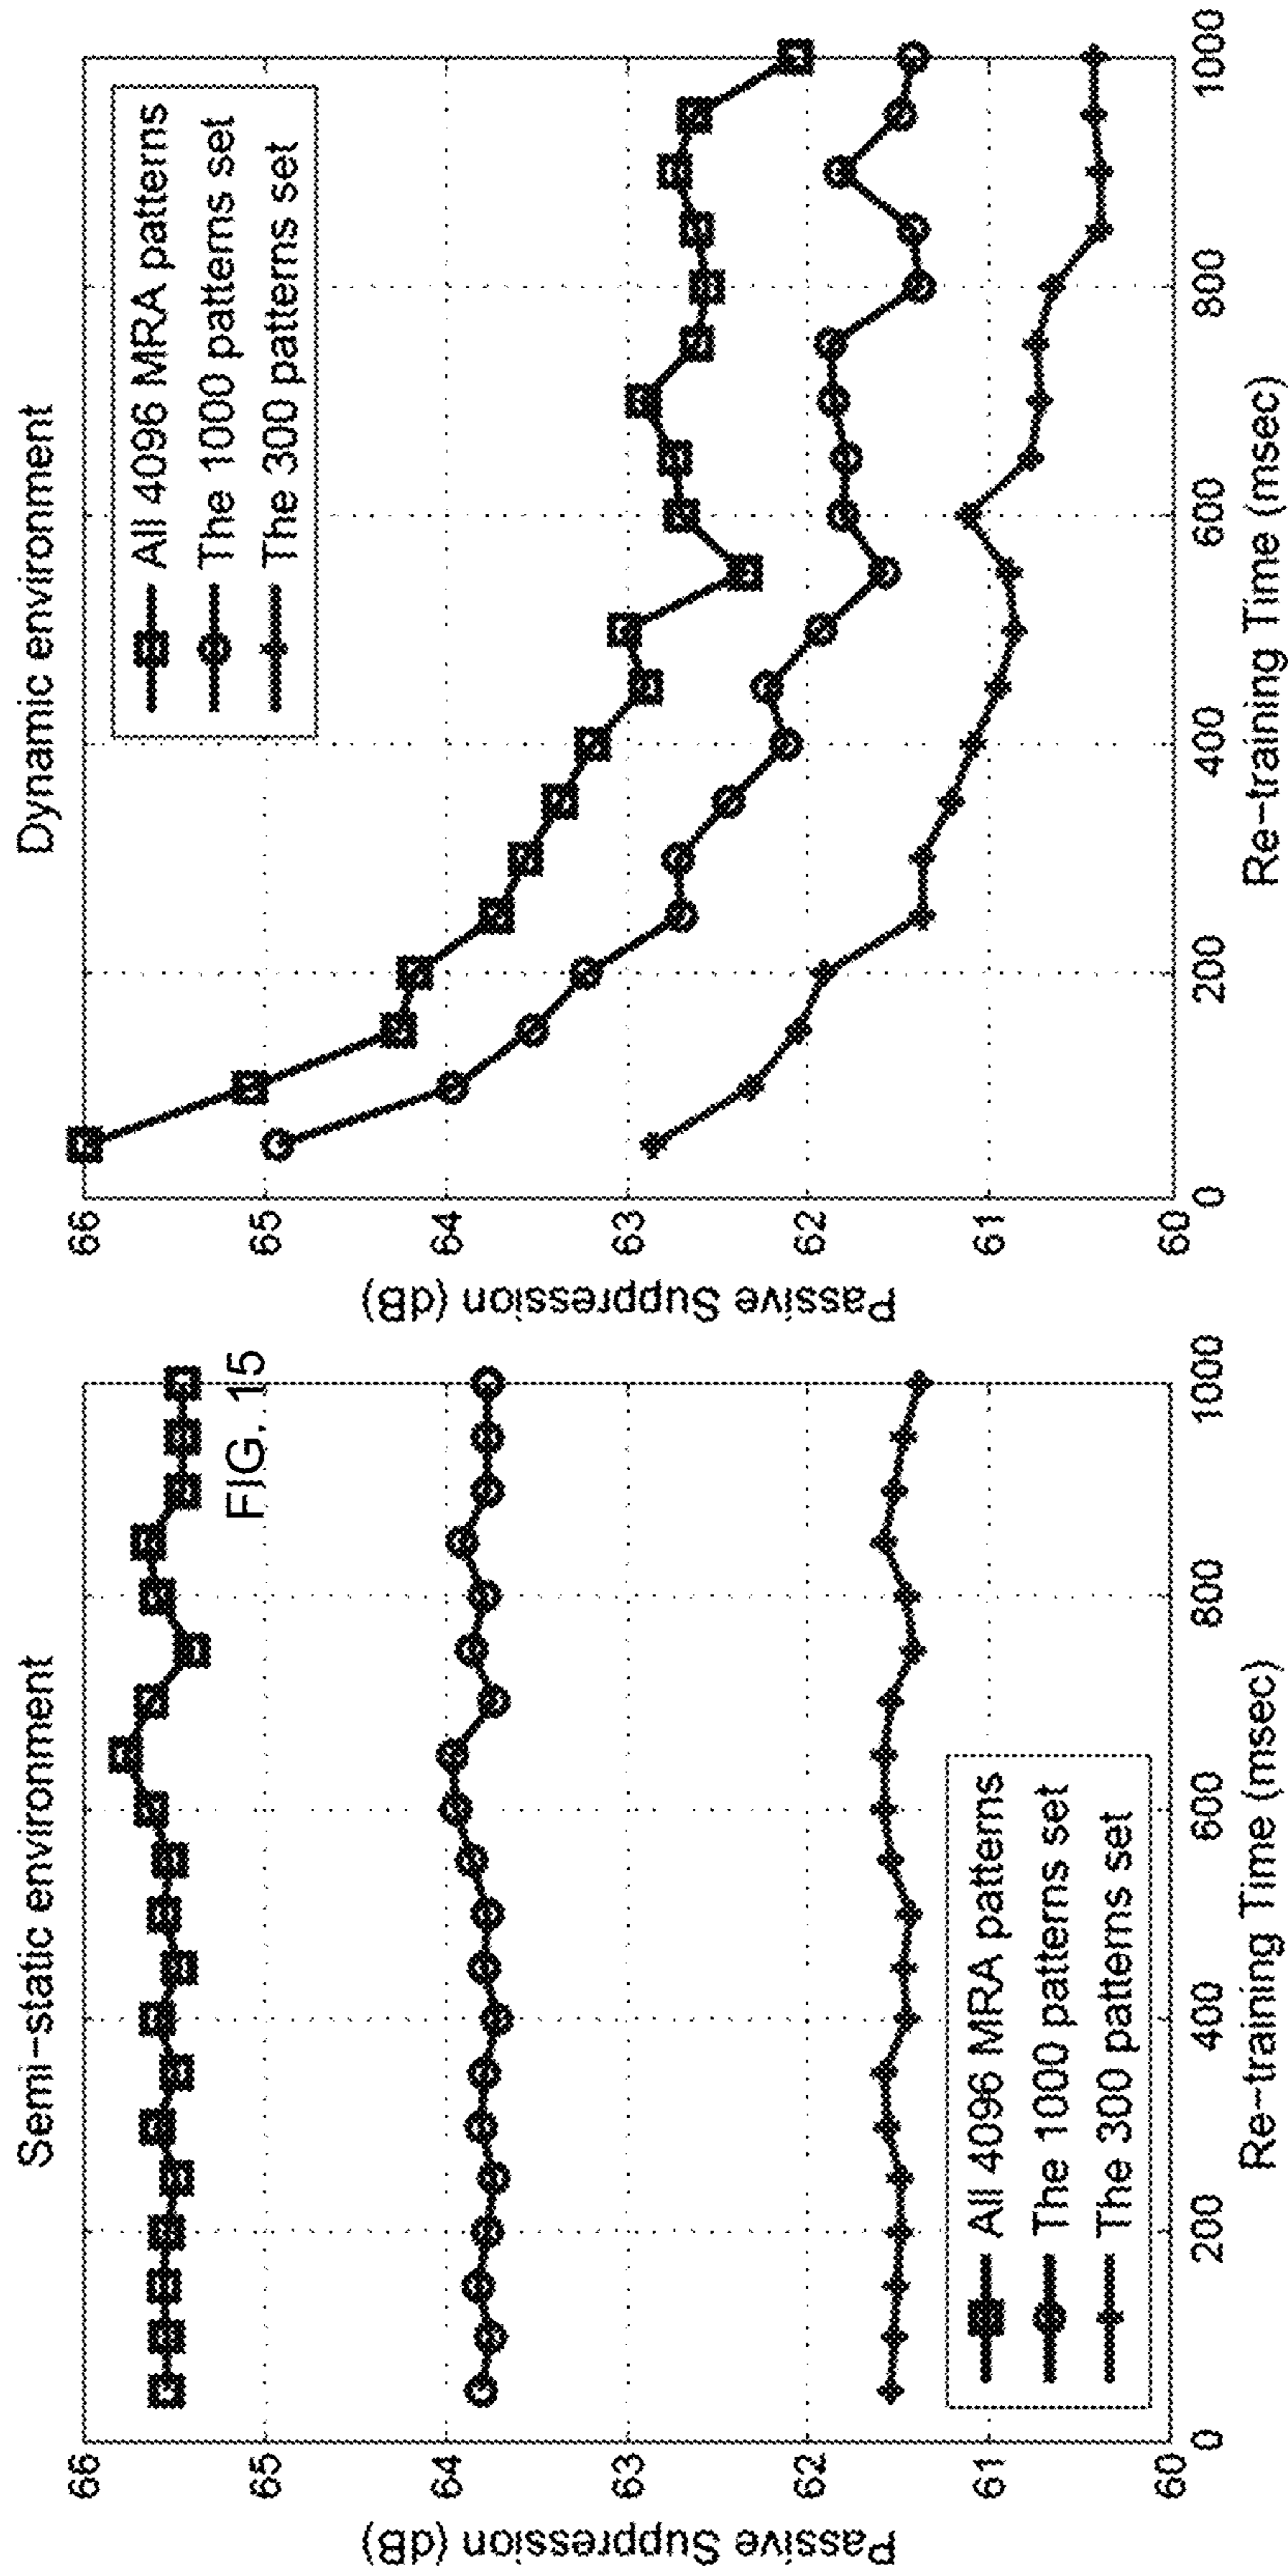 Semi-static environment
Passive Suppression (dB)
66
65
64
63
62
61
60
0
200
400
600
800
1000
Re-training Time (msec)
All 4096 MRA patterns
The 1000 patterns set
The 300 patterns set
FIG. 15
Dynamic environment
Passive Suppression (dB)
66
65
64
63
62
61
60
0
200
400
600
800
1000
Re-training Time (msec)
All 4096 MRA patterns
The 1000 patterns set
The 300 patterns set